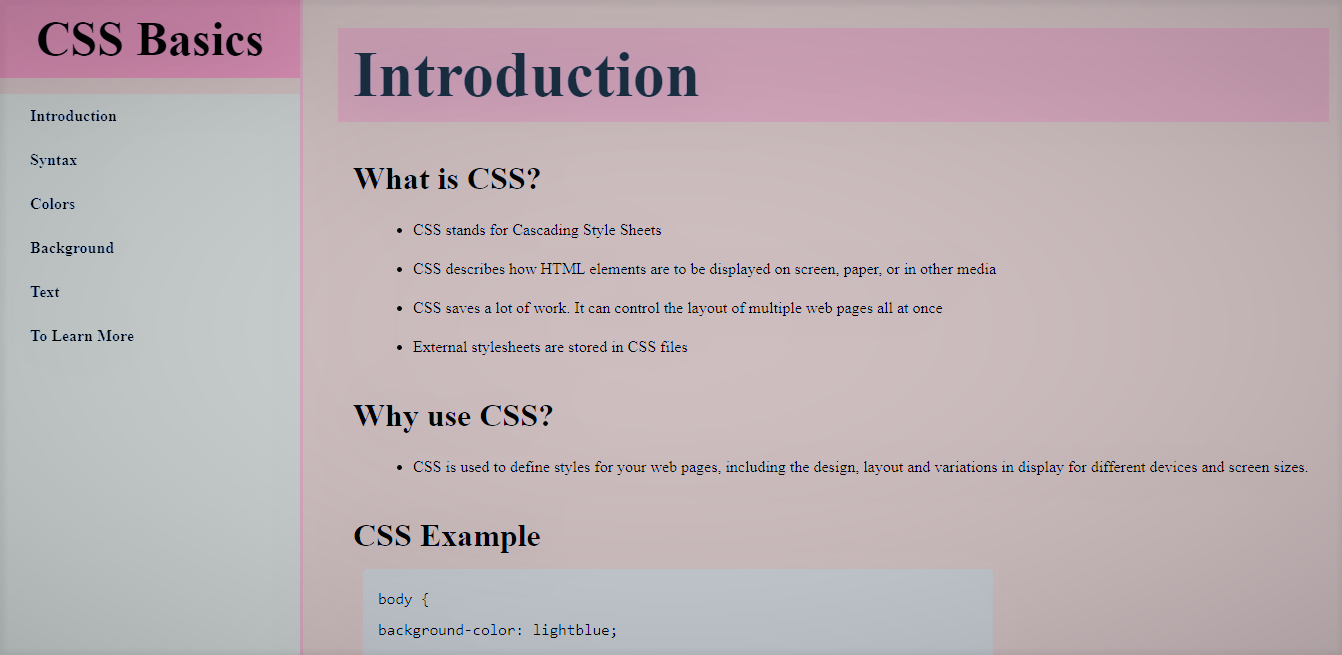 CSS Basics
Introduction
Syntax
Colors
Background
Text
To Learn More
Introduction
What is CSS?
CSS stands for Cascading Style Sheets
CSS describes how HTML elements are to be displayed on screen, paper, or in other media
CSS saves a lot of work. It can control the layout of multiple web pages all at once
External stylesheets are stored in CSS files
Why use CSS?
CSS is used to define styles for your web pages, including the design, layout and variations in display for different devices and screen sizes.
CSS Example
body {
background-color: lightblue;